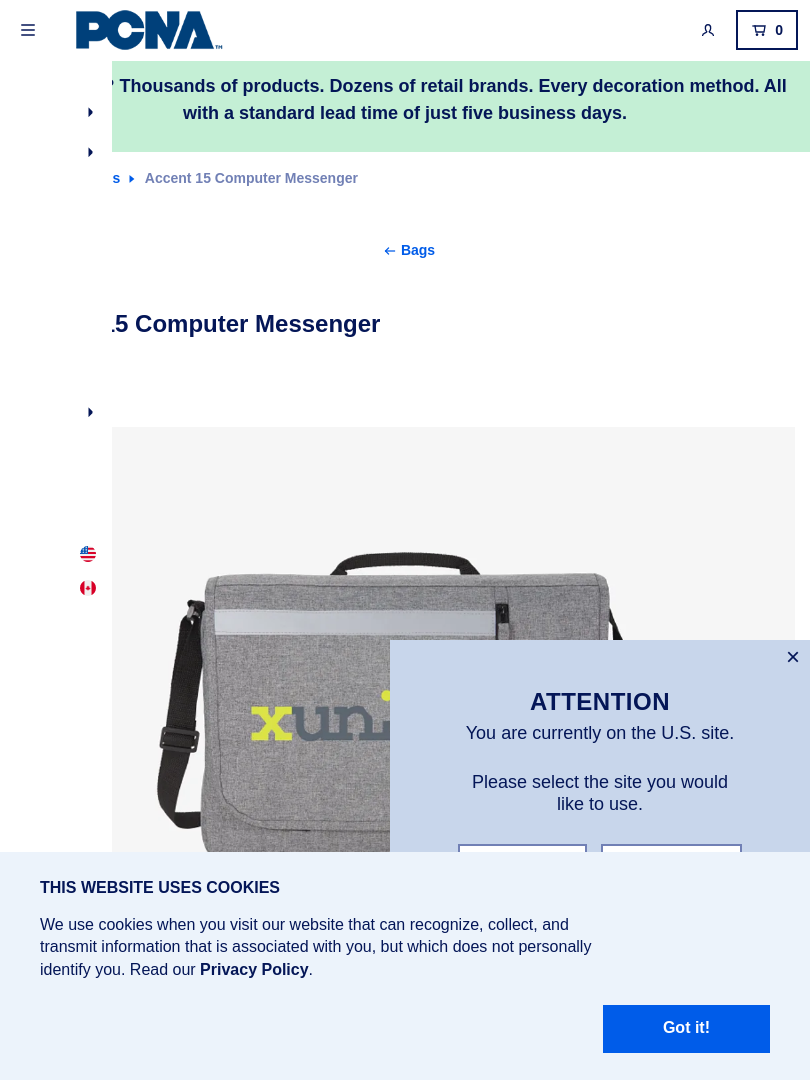 PCNA
0
? Thousands of products. Dozens of retail brands. Every decoration method. All
with a standard lead time of just five business days.
s Accent 15 Computer Messenger
Bags
15 Computer Messenger
xuni
ATTENTION
You are currently on the U.S. site.
Please select the site you would
like to use.
THIS WEBSITE USES COOKIES
We use cookies when you visit our website that can recognize, collect, and
transmit information that is associated with you, but which does not personally
identify you. Read our Privacy Policy.
Got it!